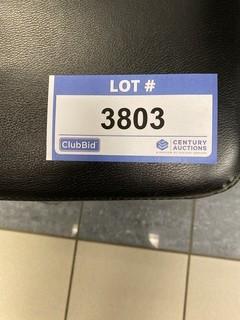 LOT #
3803
ClubBid
CENTURY
AUCTIONS